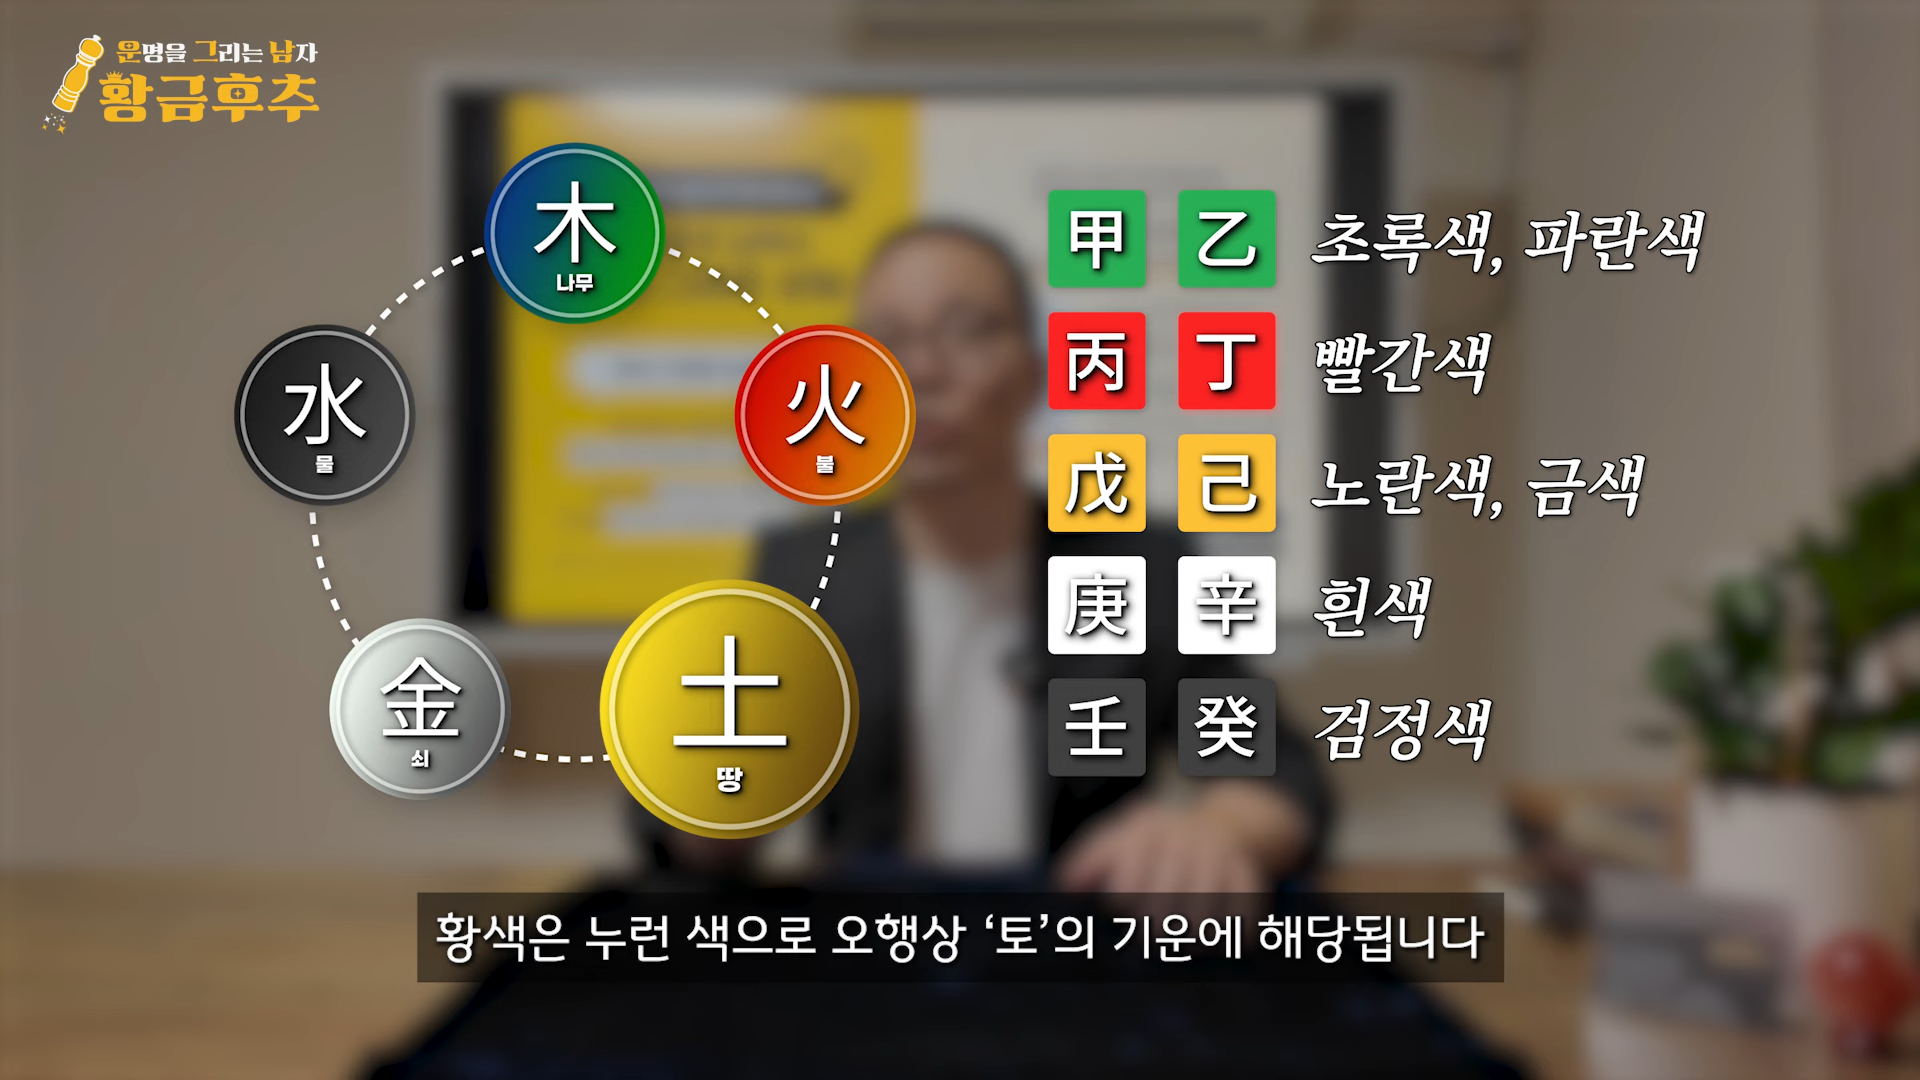 운명을 그리는 남자
황금후추
木
나무
水
물
火
불
金
쇠
土
땅
甲 乙 초록색, 파란색
丙 丁 빨간색
戊 己 노란색, 금색
庚 辛 흰색
壬 癸 검정색
황색은 누런 색으로 오행상 ‘토’의 기운에 해당됩니다